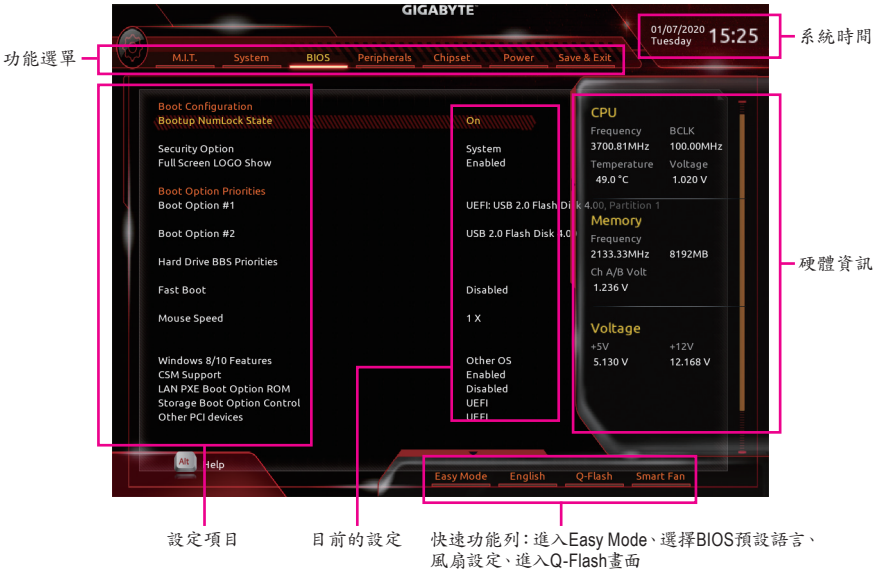 GIGABYTE™
01/07/2020
Tuesday 15:25
系統時間
功能選單
M.I.T. System BIOS Peripherals Chipset Power Save & Exit
Boot Configuration
Bootup NumLock State On
Security Option System
Full Screen LOGO Show Enabled
Boot Option Priorities
Boot Option #1 UEFI: USB 2.0 Flash Disk 4.00, Partition 1
Boot Option #2 USB 2.0 Flash Disk 4.00
Hard Drive BBS Priorities
Fast Boot Disabled
Mouse Speed 1 X
Windows 8/10 Features Other OS
CSM Support Enabled
LAN PXE Boot Option ROM Disabled
Storage Boot Option Control UEFI
Other PCI devices UEFI
CPU
Frequency BCLK
3700.81MHz 100.00MHz
Temperature Voltage
49.0 °C 1.020 V
Memory
Frequency
2133.33MHz 8192MB
Ch A/B Volt
1.236 V
Voltage
+5V +12V
5.130 V 12.168 V
硬體資訊
Alt Help
Easy Mode English Q-Flash Smart Fan
設定項目
目前的設定
快速功能列：進入Easy Mode、選擇BIOS預設語言、
風扇設定、進入Q-Flash畫面